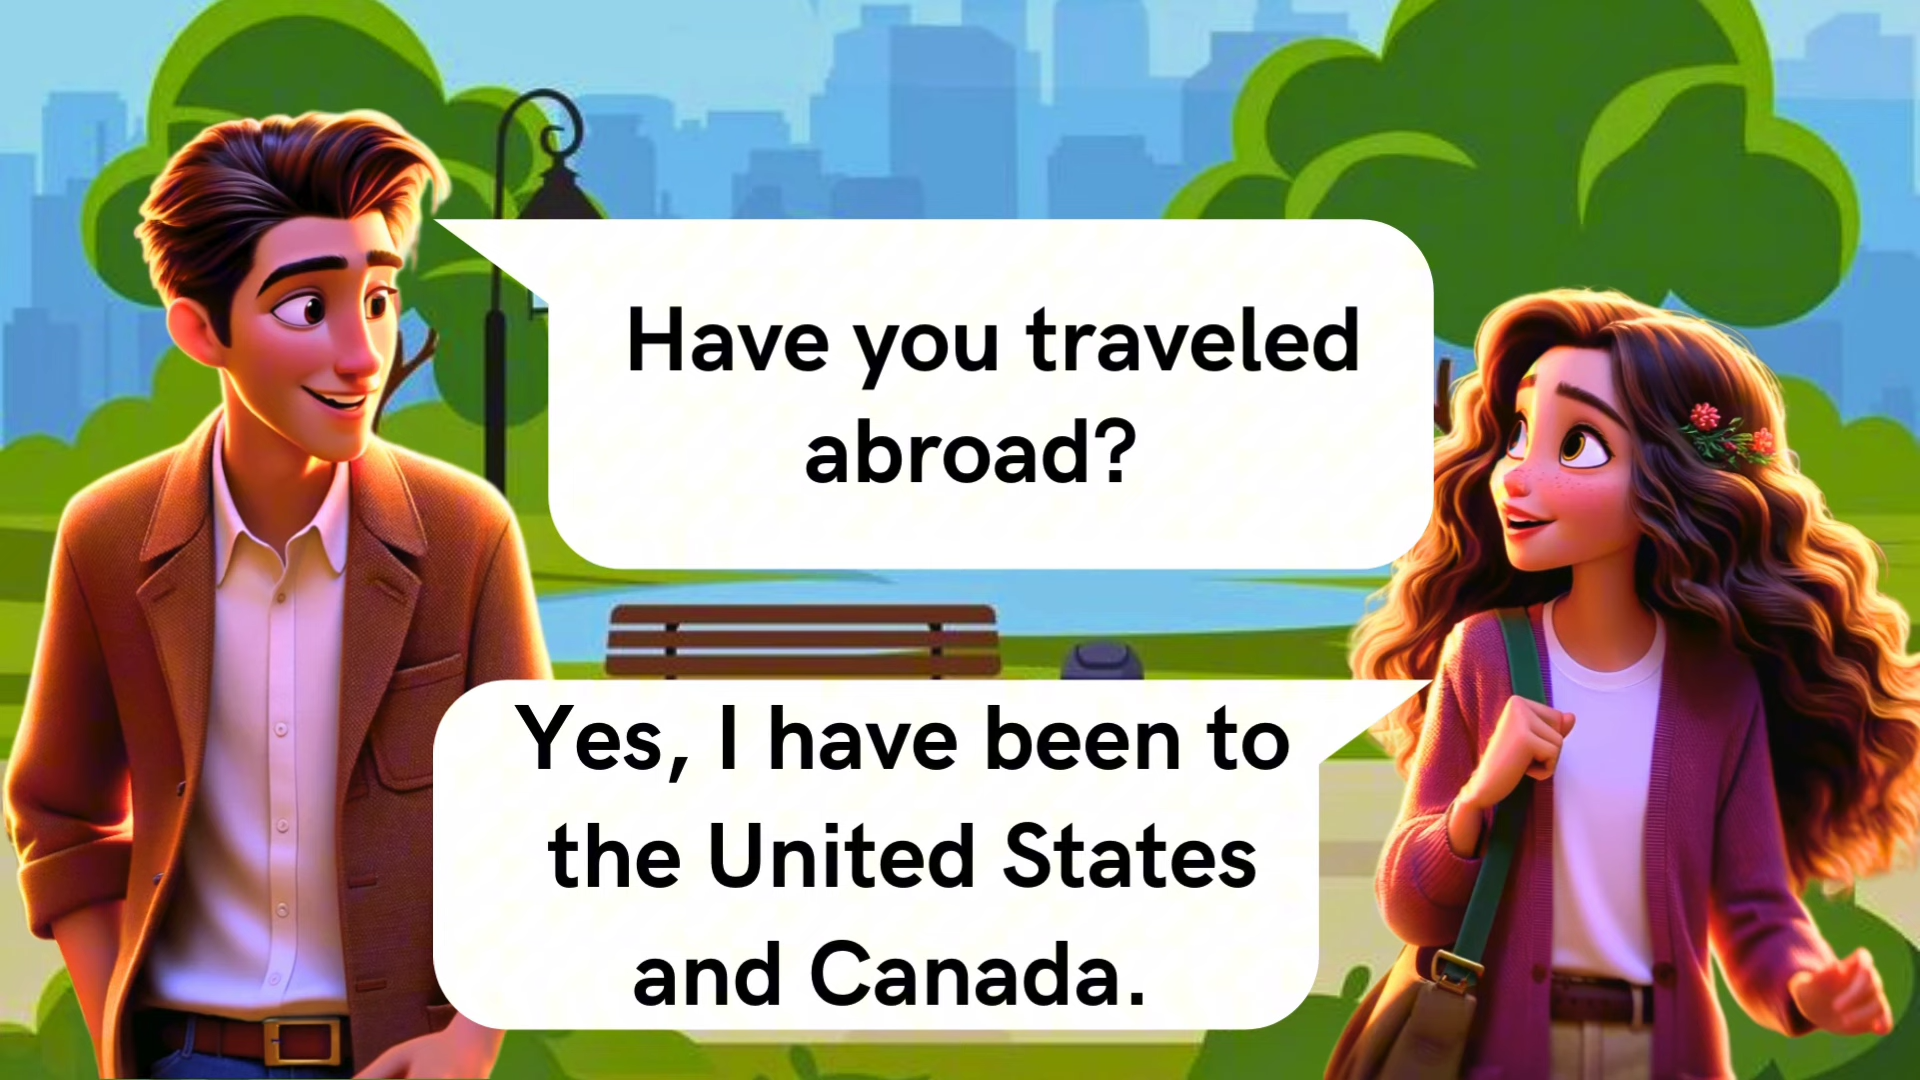 Have you traveled
abroad?
Yes, I have been to
the United States
and Canada.